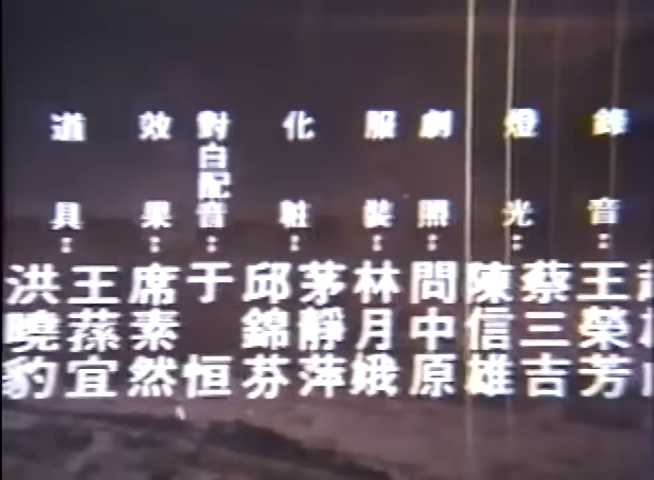 錄音：
王榮芳
燈光：
蔡三吉
陳信雄
劇照：
問中原
服裝：
林月娥
化粧：
茅靜萍
邱錦芬
對白配音：
于恒
效果：
席素然
道具：
王蓀宜
洪曉豹